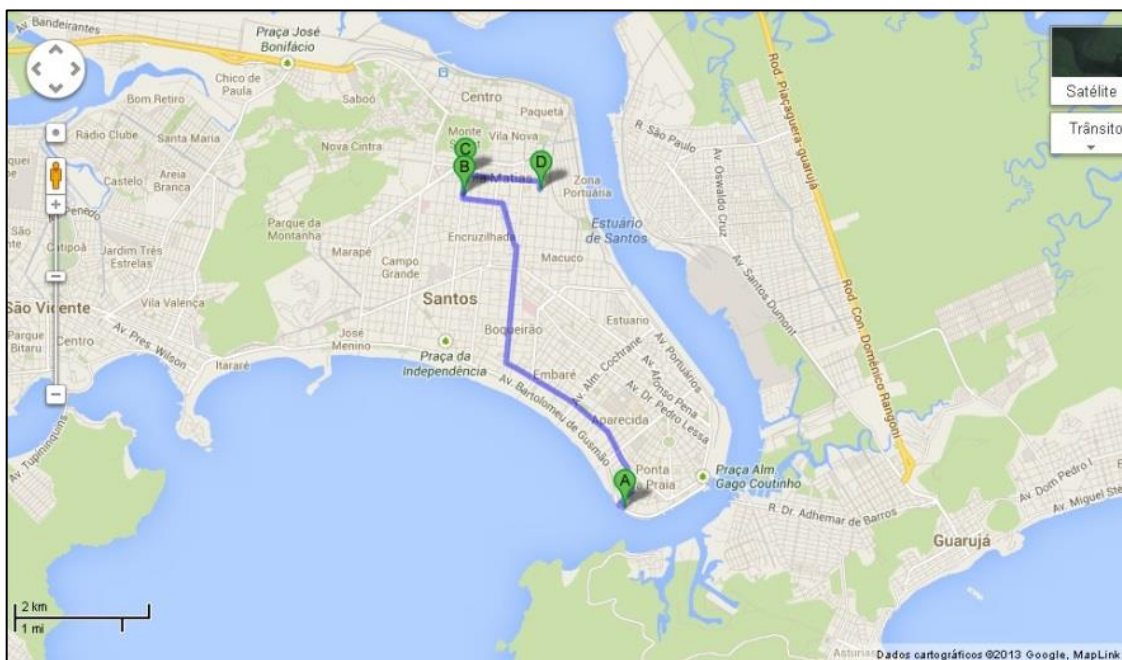 Av. Bandeirantes
Praça José
Bonifácio
Chico de
Paula
Bom Retiro
Saboó
Centro
Paquetá
Rádio Clube
Santa Maria
Monte
Vila Nova
Nova Cintra
C
B
D
Matias
Castelo
Areia
Branca
Zona
Portuária
R. São Paulo
Av. Oswaldo Cruz
Rod. Piaçaguera-guarujá
Satélite
Trânsito
São
Jardim Três
Estrelas
Parque da
Montanha
Marapé
Encruzilhada
Estuário
de Santos
Campo
Grande
Macuco
Av. Santos Dumont
Rod. Con. Domênico Rangoni
São Vicente
Vila Valença
Santos
Parque
Bitaru
Centro
Av. Pres. Wilson
José
Menino
Boqueirão
Estuario
Itararé
Praça da
Independência
Embaré
Av. Alm. Cochrane
Av. Portuários
Av. Afonso Pena
Av. Dr. Pedro Lessa
Av. Bartolomeu de Gusmão
Aparecida
Av. Tupininquins
A
Ponta
a Praia
Praça Alm.
Gago Coutinho
R. Dr. Adhemar de Barros
Av. Dom Pedro I
Av. Miguel Sté
Guarujá
2 km
1 mi
Asturias
Dados cartográficos ©2013 Google, MapLink